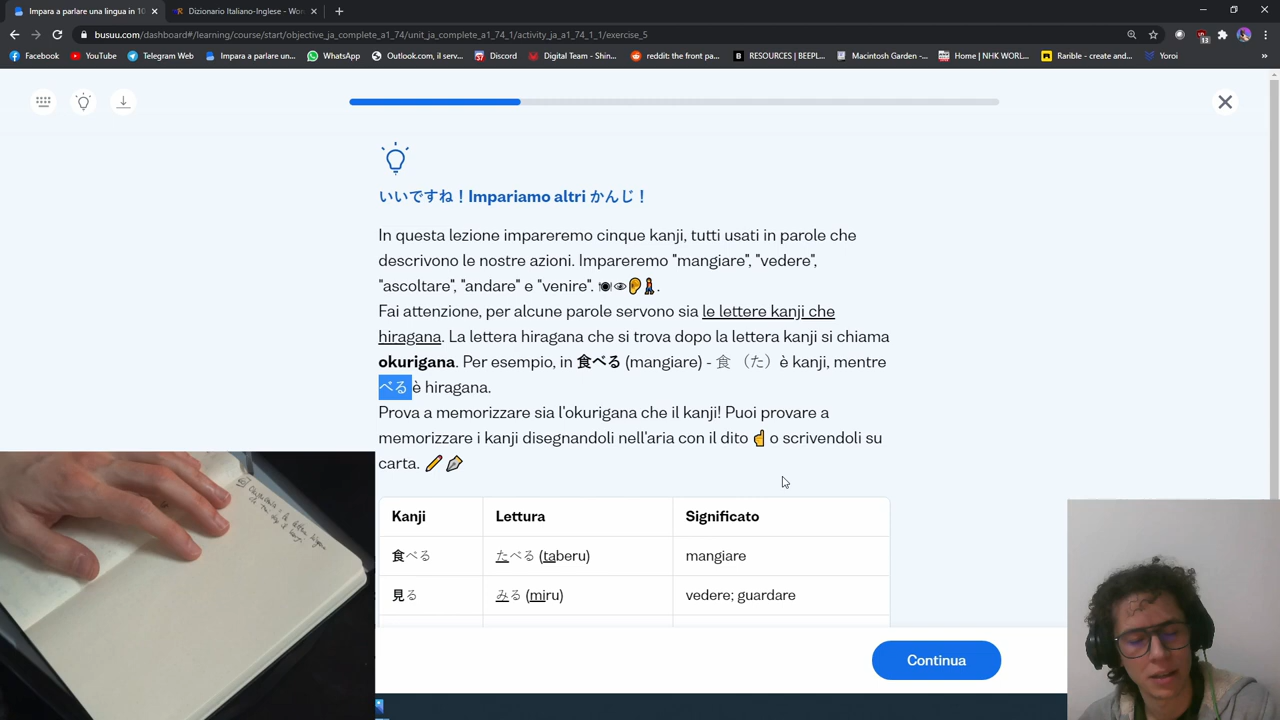 Impara a parlare una lingua in 10
Dizionario Italiano-Inglese - Wor
busuu.com/dashboard#/learning/course/start/objective_ja_complete_a1_74/unit_ja_complete_a1_74_1/activity_ja_a1_74_1_1/exercise_5
Facebook
YouTube
Telegram Web
Impara a parlare un...
WhatsApp
Outlook.com, il serv...
Discord
Digital Team - Shin...
reddit: the front pa...
RESOURCES | BEEPL...
Macintosh Garden -...
Home | NHK WORL...
Rarible - create and...
Yoroi
いいですね！Impariamo altri かんじ！
In questa lezione impareremo cinque kanji, tutti usati in parole che
descrivono le nostre azioni. Impareremo "mangiare", "vedere",
"ascoltare", "andare" e "venire". 🍽👁👂🚶.
Fai attenzione, per alcune parole servono sia le lettere kanji che
hiragana. La lettera hiragana che si trova dopo la lettera kanji si chiama
okurigana. Per esempio, in 食べる (mangiare) - 食 （た）è kanji, mentre
べる è hiragana.
Prova a memorizzare sia l'okurigana che il kanji! Puoi provare a
memorizzare i kanji disegnandoli nell'aria con il dito ☝ o scrivendoli su
carta. ✏🖋
Kanji Lettura Significato
食べる たべる (taberu) mangiare
見る みる (miru) vedere; guardare
Continua